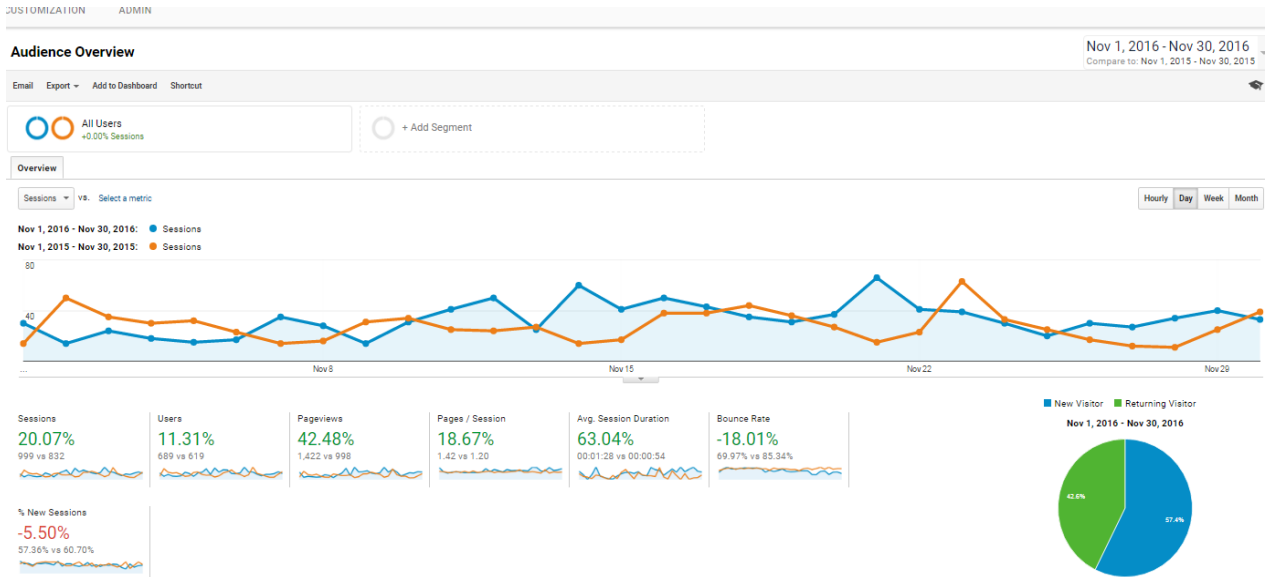 CUSTOMIZATION ADMIN
Audience Overview
Nov 1, 2016 - Nov 30, 2016
Compare to: Nov 1, 2015 - Nov 30, 2015
Email Export Add to Dashboard Shortcut
All Users
+0.00% Sessions
+ Add Segment
Overview
Sessions VS. Select a metric
Hourly Day Week Month
Nov 1, 2016 - Nov 30, 2016: Sessions
Nov 1, 2015 - Nov 30, 2015: Sessions
80
40
... Nov 8 Nov 15 Nov 22 Nov 29
Sessions
20.07%
999 vs 832
Users
11.31%
689 vs 619
Pageviews
42.48%
1,422 vs 998
Pages / Session
18.67%
1.42 vs 1.20
Avg. Session Duration
63.04%
00:01:28 vs 00:00:54
Bounce Rate
-18.01%
69.97% vs 85.34%
% New Sessions
-5.50%
57.36% vs 60.70%
New Visitor Returning Visitor
Nov 1, 2016 - Nov 30, 2016
42.6%
57.4%